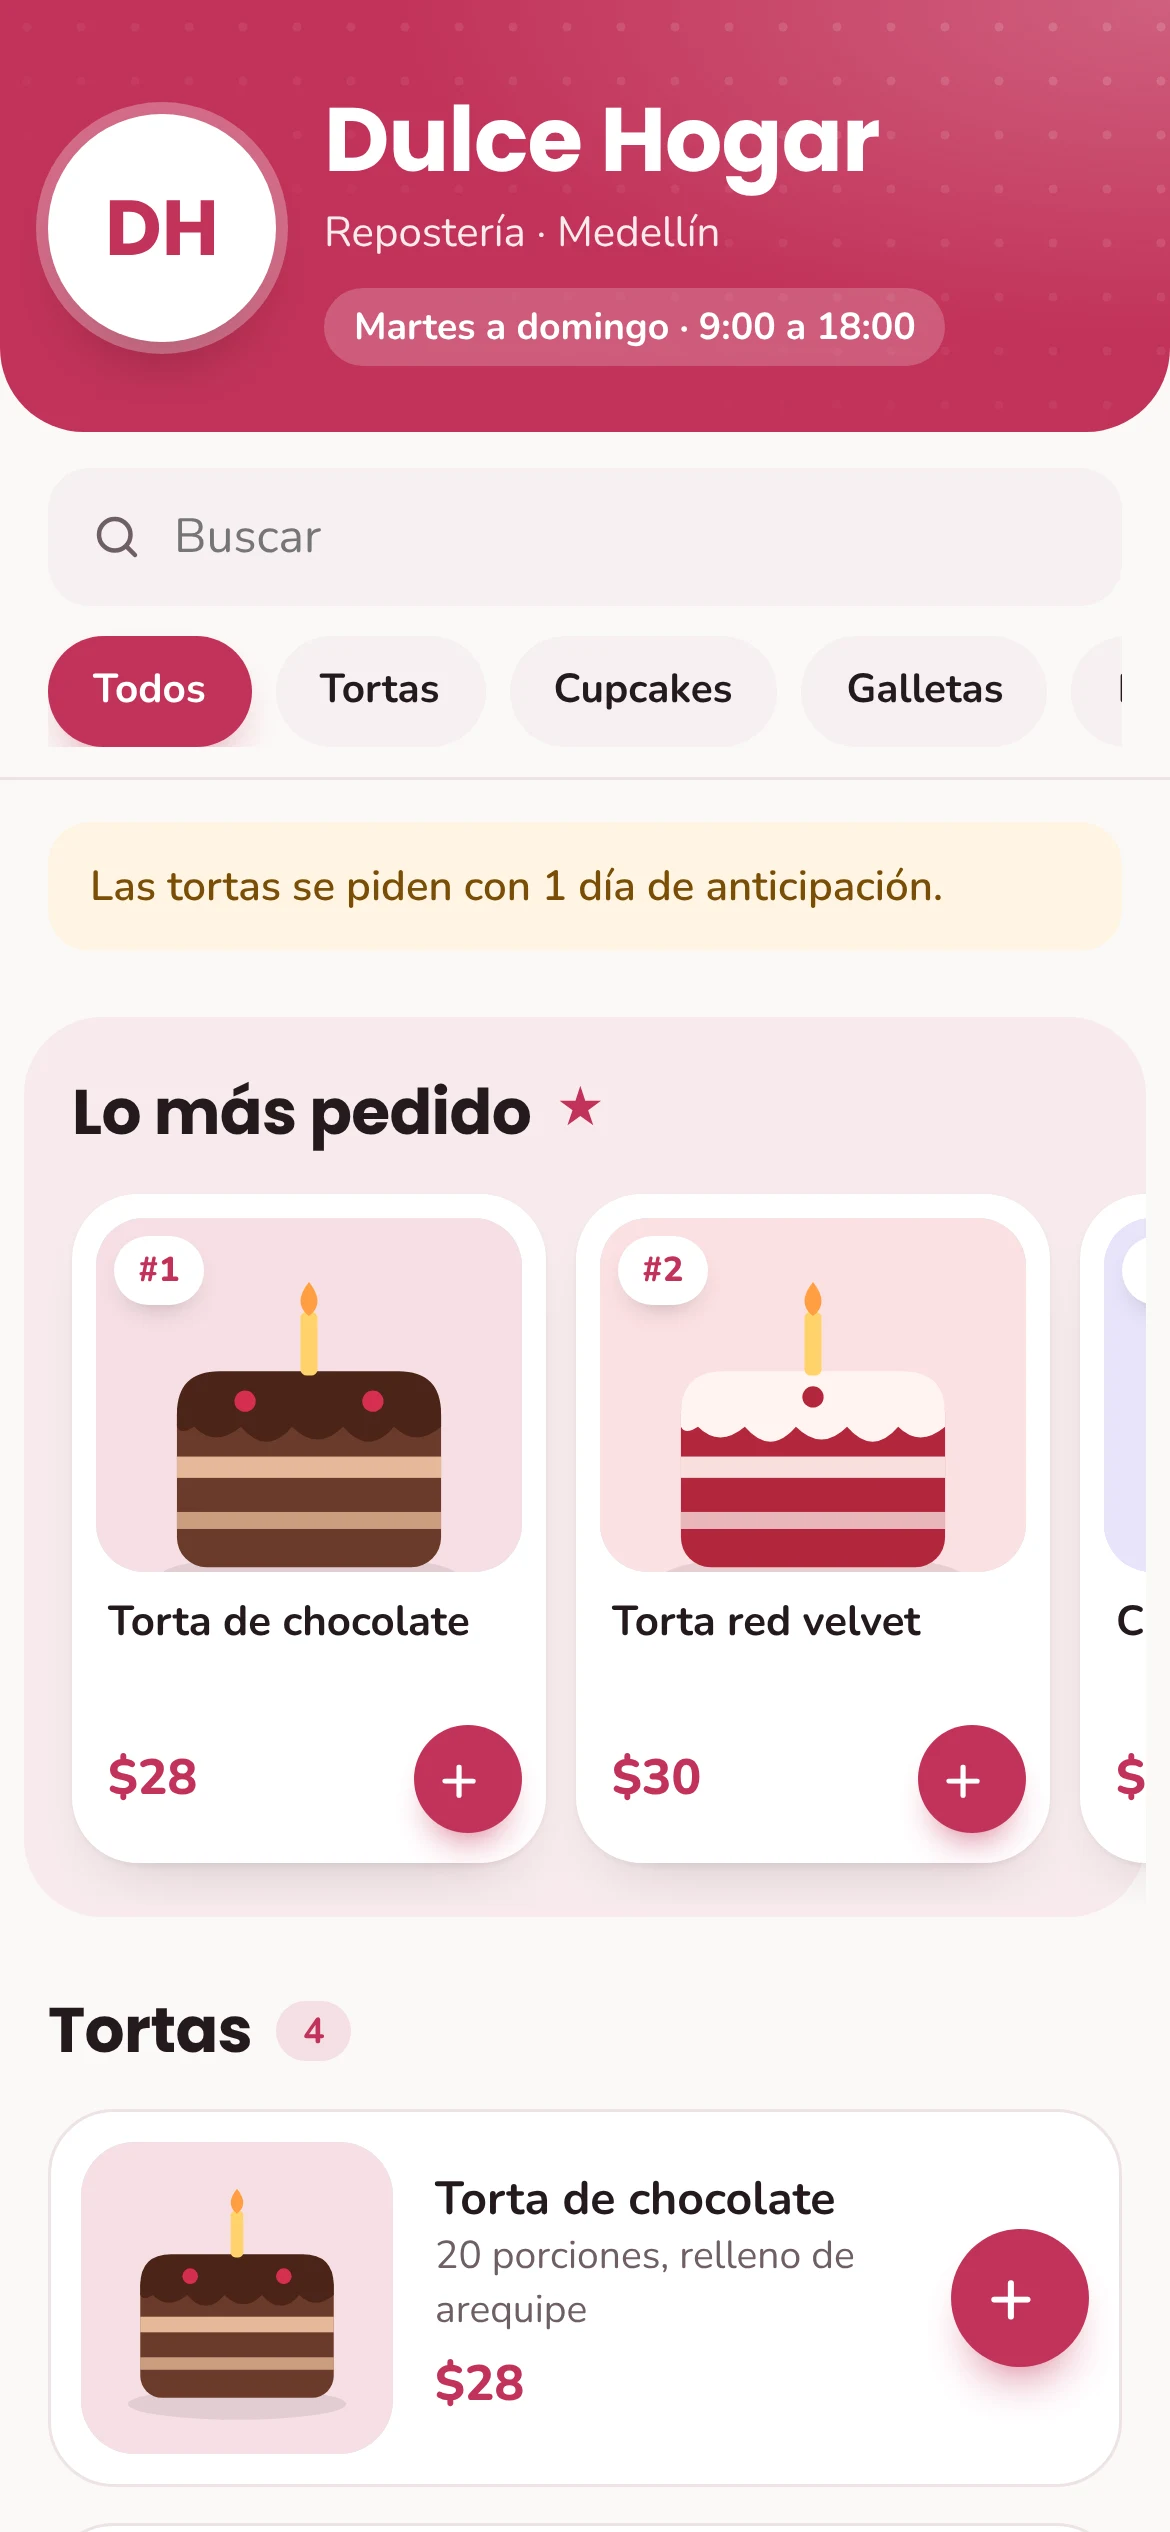 DH
Dulce Hogar
Repostería · Medellín
Martes a domingo · 9:00 a 18:00
Buscar
Todos Tortas Cupcakes Galletas
Las tortas se piden con 1 día de anticipación.
Lo más pedido ★
#1 #2
Torta de chocolate Torta red velvet C
$28 + $30 + $
Tortas 4
Torta de chocolate
20 porciones, relleno de
arequipe
$28 +